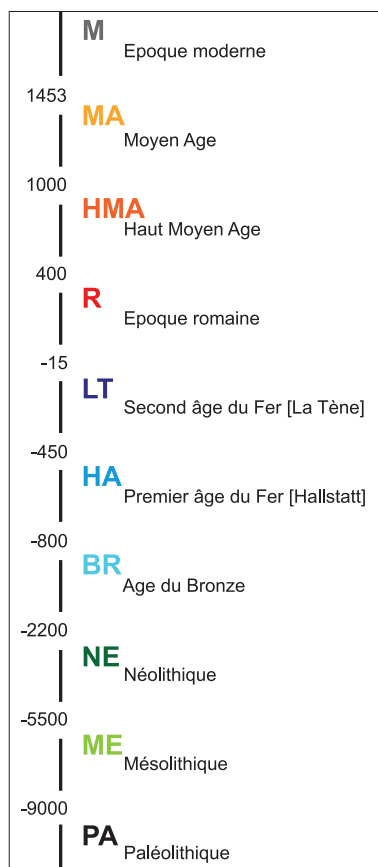 M
Epoque moderne
1453
MA
Moyen Age
1000
HMA
Haut Moyen Age
400
R
Epoque romaine
-15
LT
Second âge du Fer [La Tène]
-450
HA
Premier âge du Fer [Hallstatt]
-800
BR
Age du Bronze
-2200
NE
Néolithique
-5500
ME
Mésolithique
-9000
PA
Paléolithique